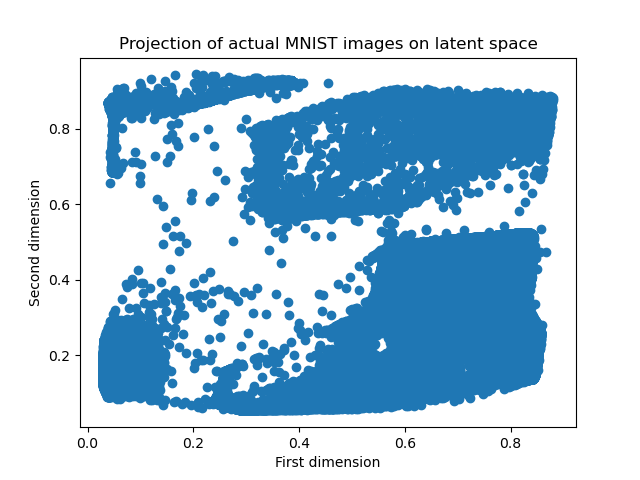 Projection of actual MNIST images on latent space
0.8
0.6
0.4
0.2
Second dimension
0.0 0.2 0.4 0.6 0.8
First dimension